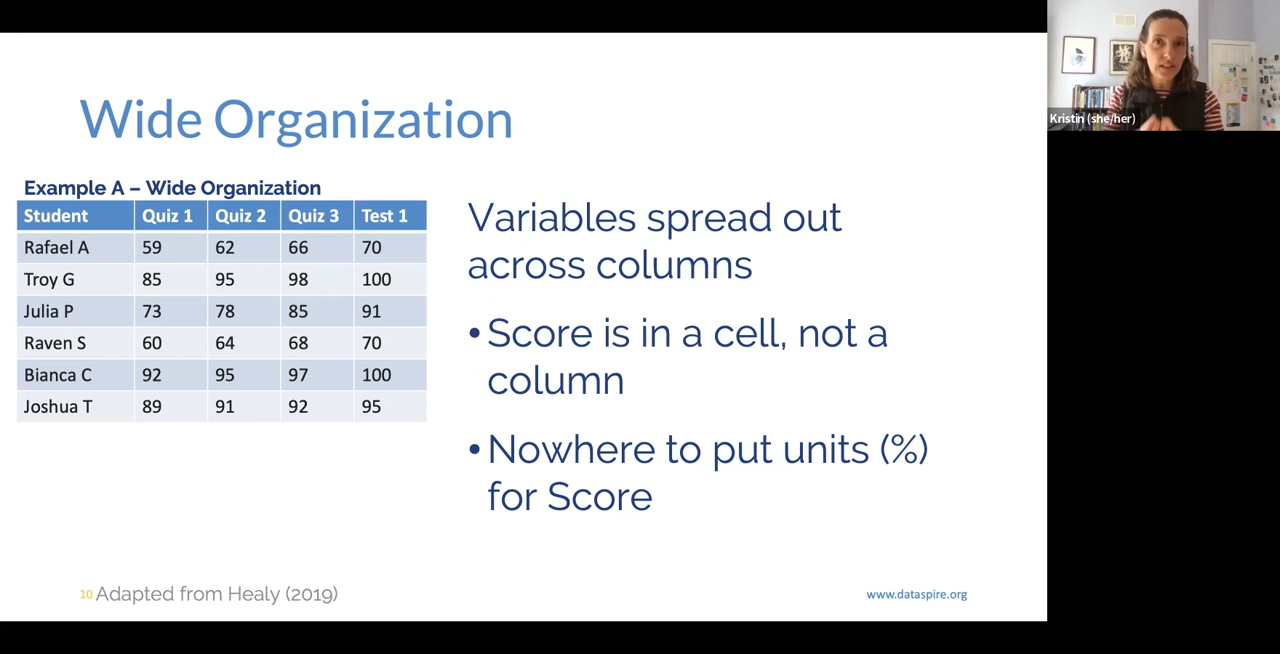 Wide Organization
Example A – Wide Organization
Student Quiz 1 Quiz 2 Quiz 3 Test 1
Rafael A 59 62 66 70
Troy G 85 95 98 100
Julia P 73 78 85 91
Raven S 60 64 68 70
Bianca C 92 95 97 100
Joshua T 89 91 92 95
Variables spread out
across columns
•Score is in a cell, not a
column
•Nowhere to put units (%)
for Score
10 Adapted from Healy (2019)
www.dataspire.org
Kristin (she/her)